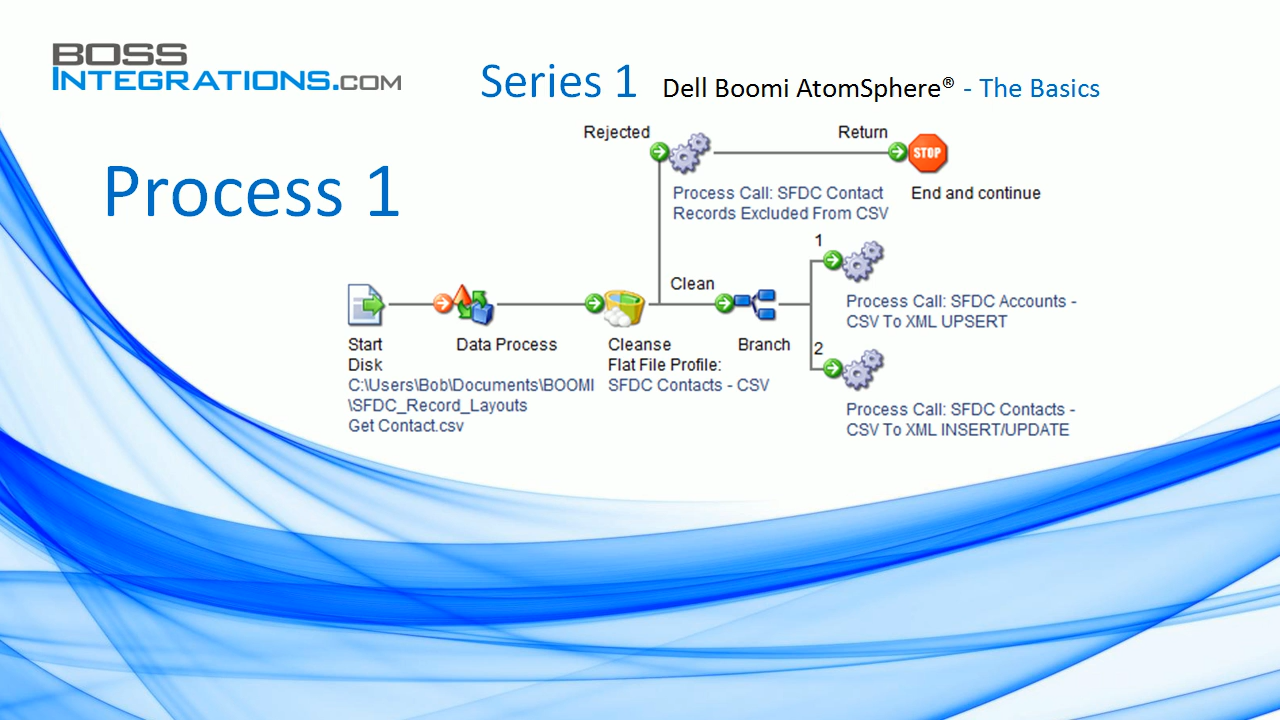 BOSS
INTEGRATIONS.COM
Series 1 Dell Boomi AtomSphere® - The Basics
Process 1
Rejected
Return
STOP
Process Call: SFDC Contact
Records Excluded From CSV
End and continue
Clean
1
Process Call: SFDC Accounts -
CSV To XML UPSERT
Start
Disk
C:\Users\Bob\Documents\BOOMI
\SFDC_Record_Layouts
Get Contact.csv
Data Process
Cleanse
Flat File Profile:
SFDC Contacts - CSV
Branch
2
Process Call: SFDC Contacts -
CSV To XML INSERT/UPDATE